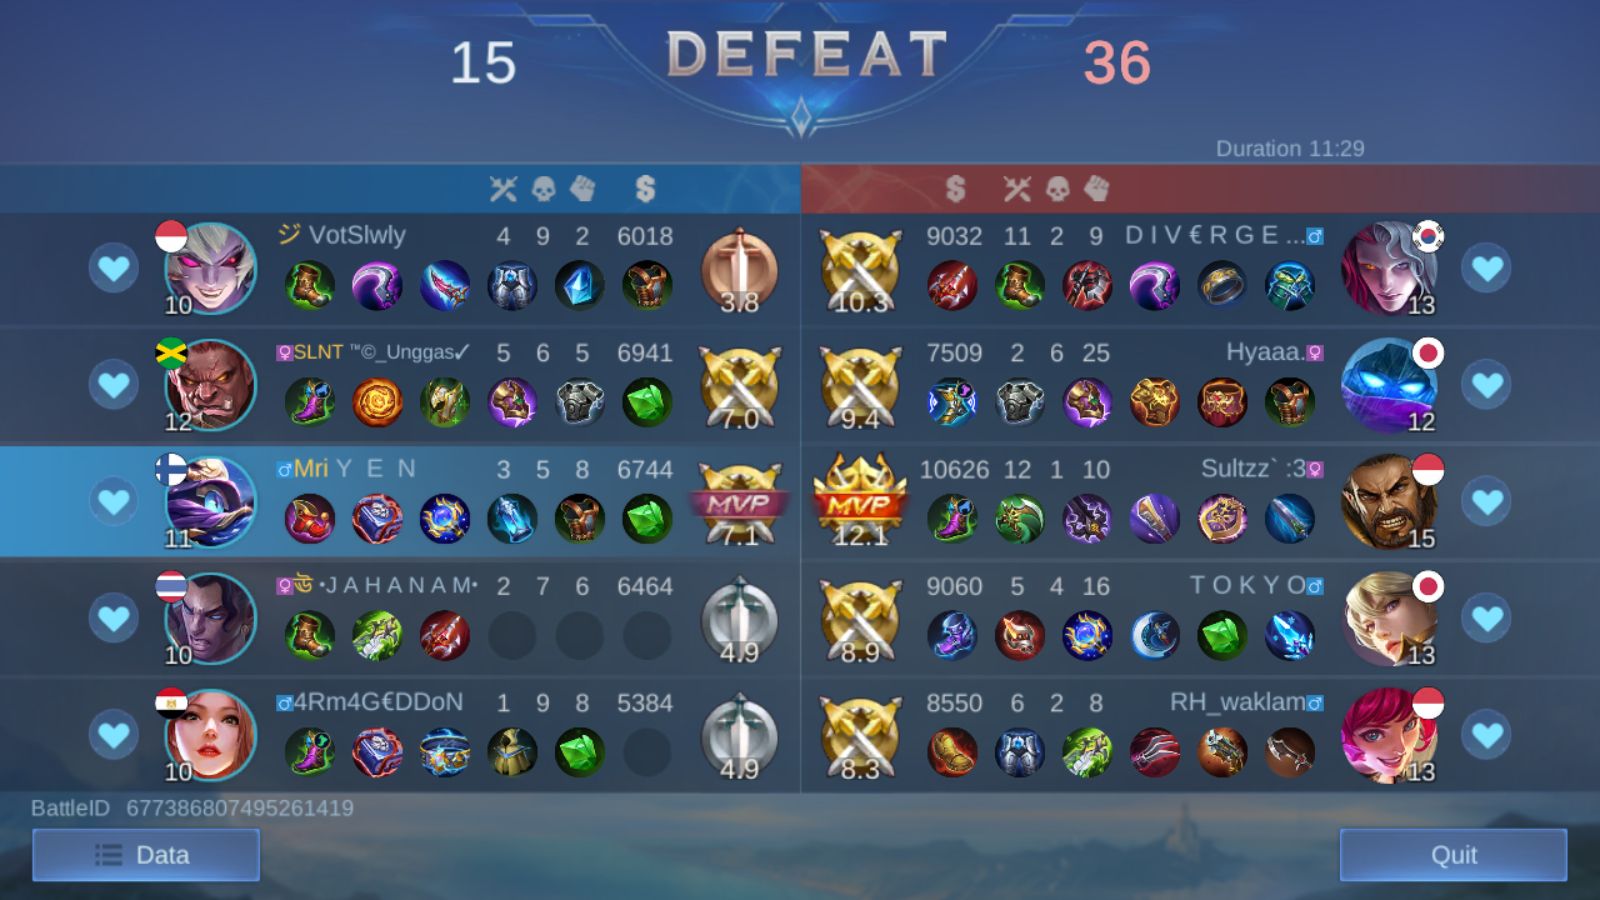 15 DEFEAT 36
Duration 11:29
ジ VotSlwly 4 9 2 6018
10 3.8
10.3 9032 11 2 9 D I V € R G E ...
13
SLNT ™©_Unggas✓ 5 6 5 6941
12 7.0
9.4 7509 2 6 25 Hyaaa.
12
Mri Y E N 3 5 8 6744
11 MVP 7.1
MVP 12.1 10626 12 1 10 Sultzz` :3
15
•J A H A N A M• 2 7 6 6464
10 4.9
8.9 9060 5 4 16 T O K Y O
13
4Rm4G€DDoN 1 9 8 5384
10 4.9
8.3 8550 6 2 8 RH_waklam
13
BattleID 677386807495261419
Data
Quit